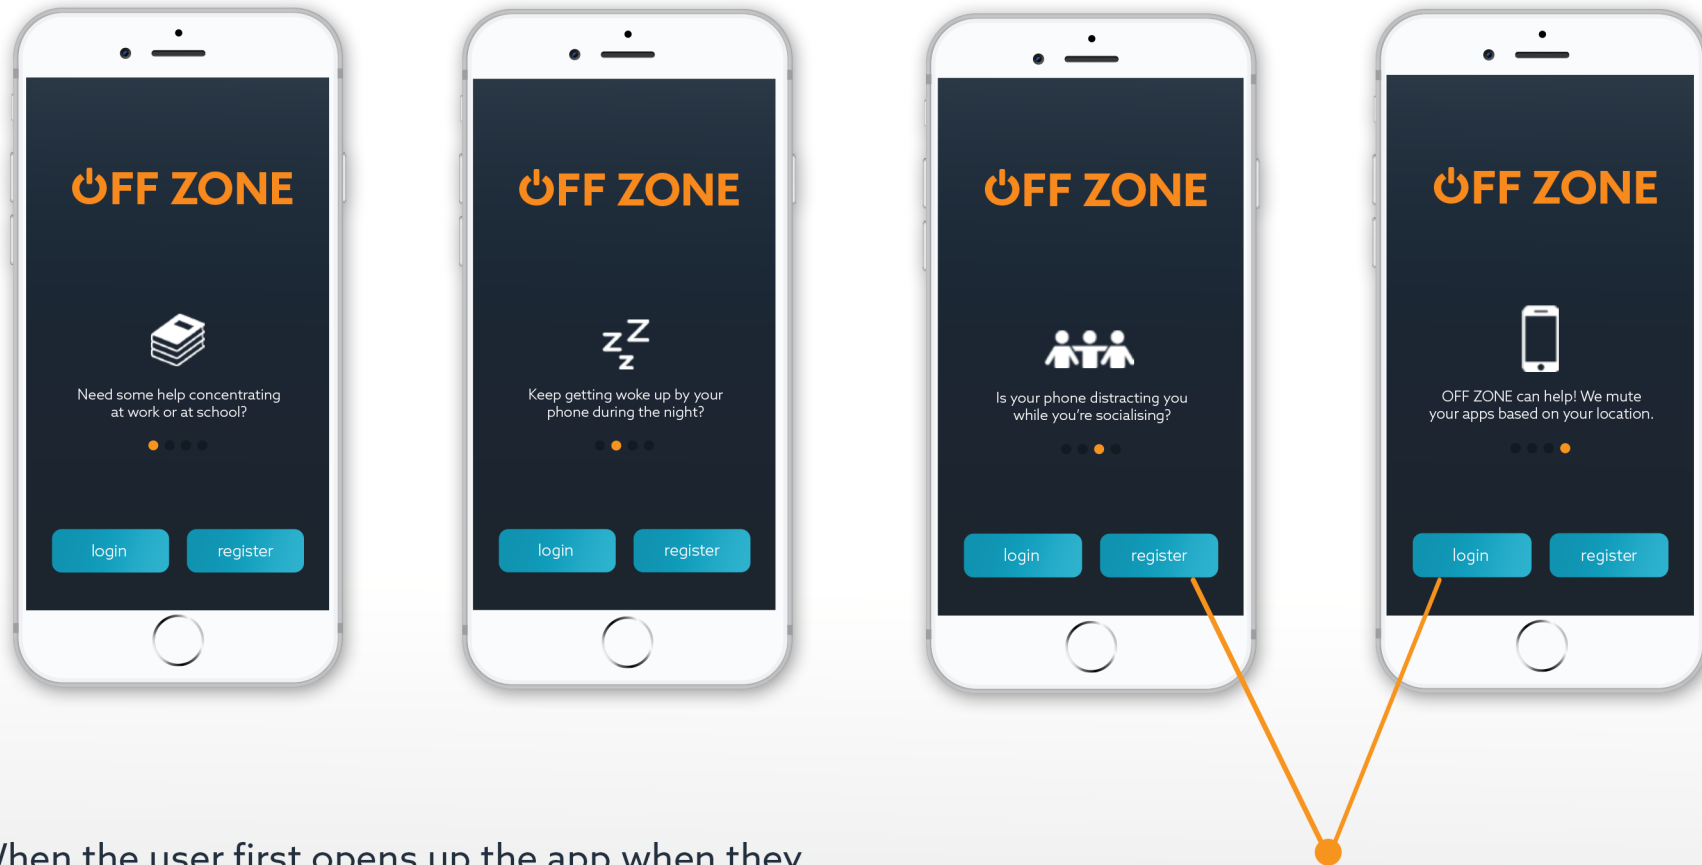 OFF ZONE
Need some help concentrating
at work or at school?
login
register
OFF ZONE
Keep getting woke up by your
phone during the night?
login
register
OFF ZONE
Is your phone distracting you
while you're socialising?
login
register
OFF ZONE
OFF ZONE can help! We mute
your apps based on your location.
login
register
When the user first opens up the app when they